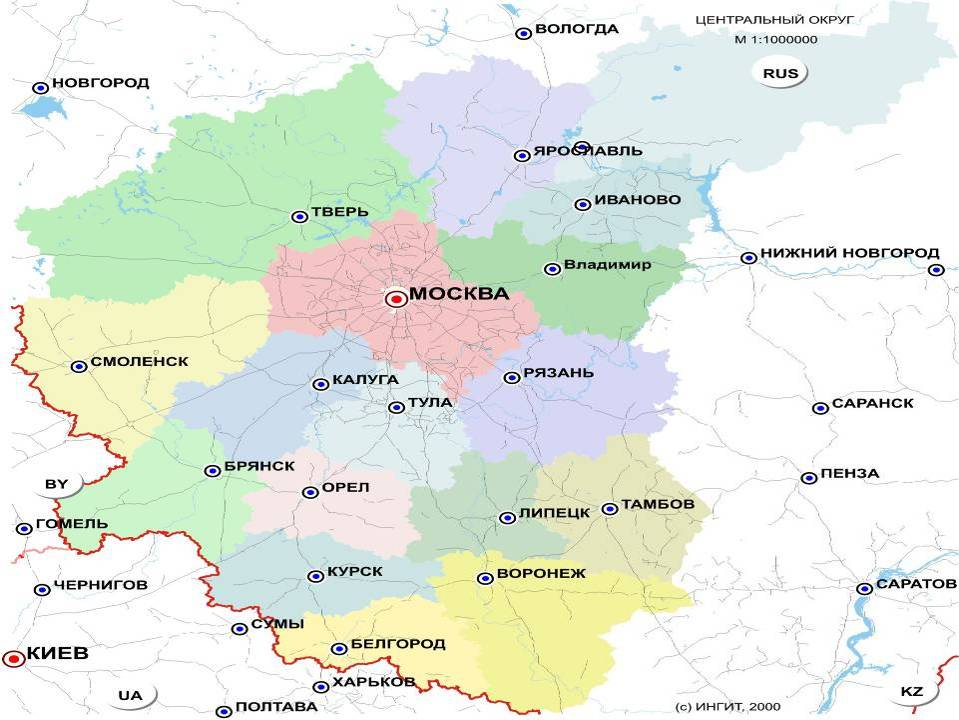 ЦЕНТРАЛЬНЫЙ ОКРУГ
ВОЛОГДА
М 1:1000000
RUS
НОВГОРОД
ЯРОСЛАВЛЬ
ИВАНОВО
ТВЕРЬ
НИЖНИЙ НОВГОРОД
Владимир
МОСКВА
СМОЛЕНСК
РЯЗАНЬ
КАЛУГА
ТУЛА
САРАНСК
БРЯНСК
ПЕНЗА
BY
ОРЕЛ
ТАМБОВ
ЛИПЕЦК
ГОМЕЛЬ
КУРСК
ВОРОНЕЖ
ЧЕРНИГОВ
САРАТОВ
СУМЫ
БЕЛГОРОД
КИЕВ
ХАРЬКОВ
UA
KZ
ПОЛТАВА
(с) ИНГИТ, 2000